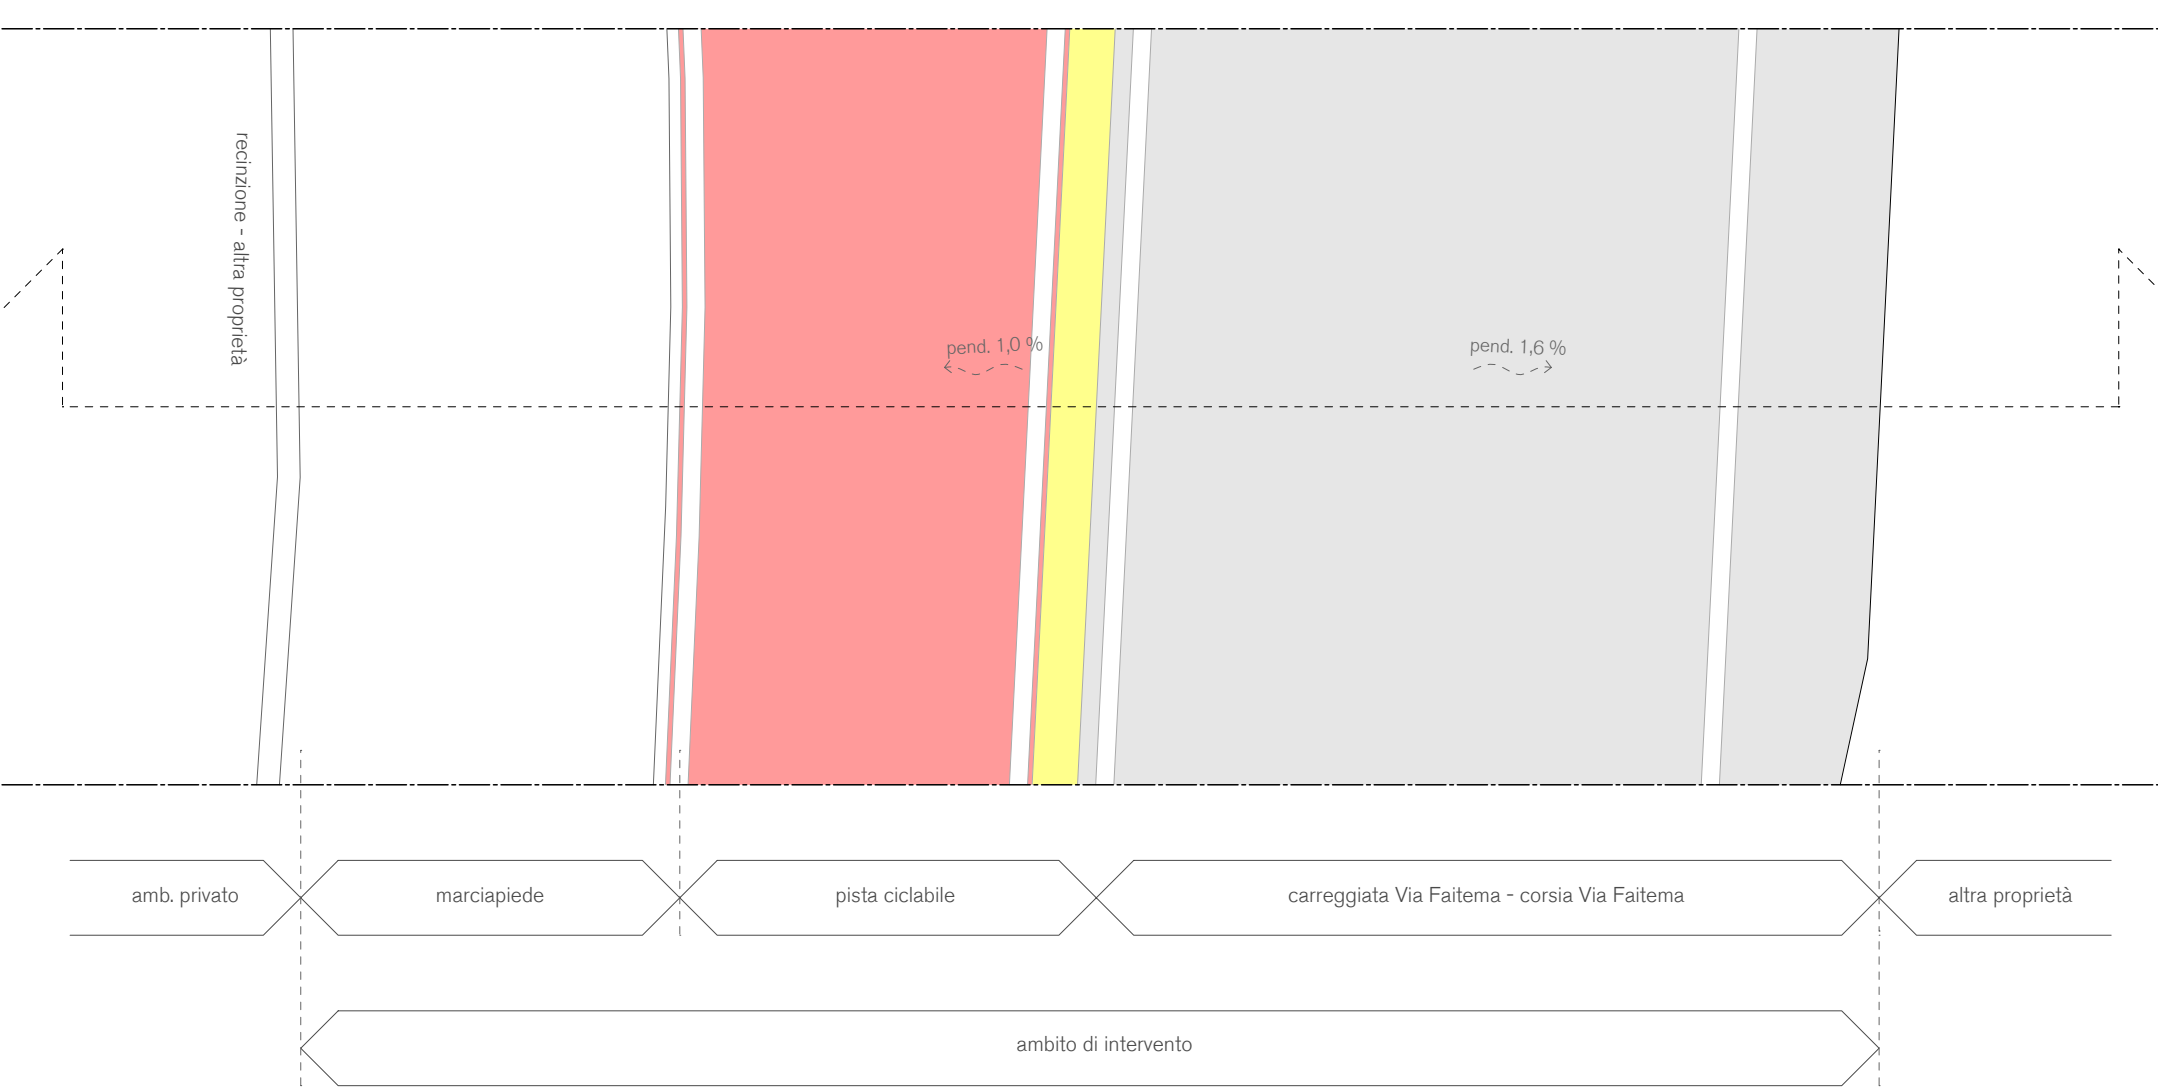 recinzione - altra proprietà
pend. 1,0 %
pend. 1,6 %
amb. privato
marciapiede
pista ciclabile
carreggiata Via Faitema - corsia Via Faitema
altra proprietà
ambito di intervento